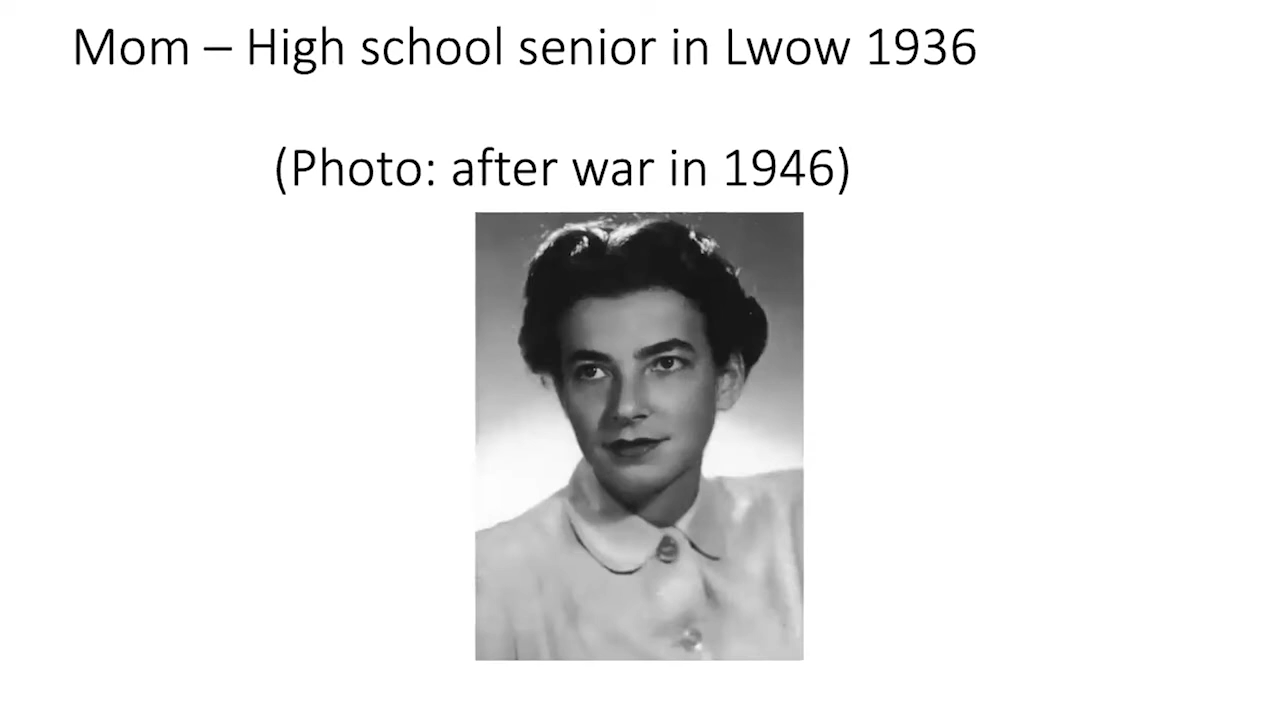 Mom – High school senior in Lwow 1936
(Photo: after war in 1946)